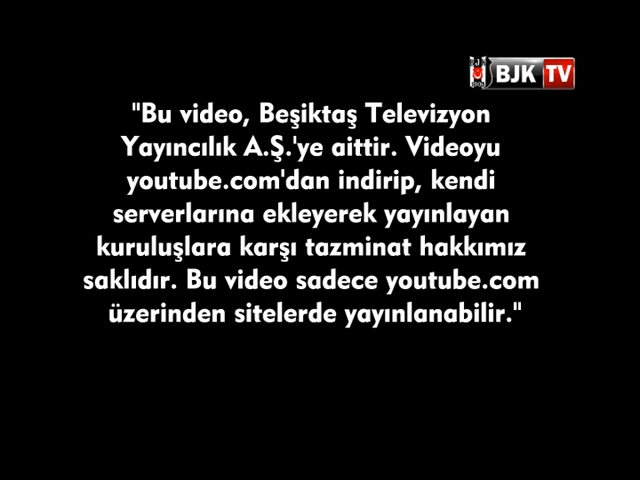 BJK TV
"Bu video, Beşiktaş Televizyon
Yayıncılık A.Ş.'ye aittir. Videoyu
youtube.com'dan indirip, kendi
serverlarına ekleyerek yayınlayan
kuruluşlara karşı tazminat hakkımız
saklıdır. Bu video sadece youtube.com
üzerinden sitelerde yayınlanabilir."